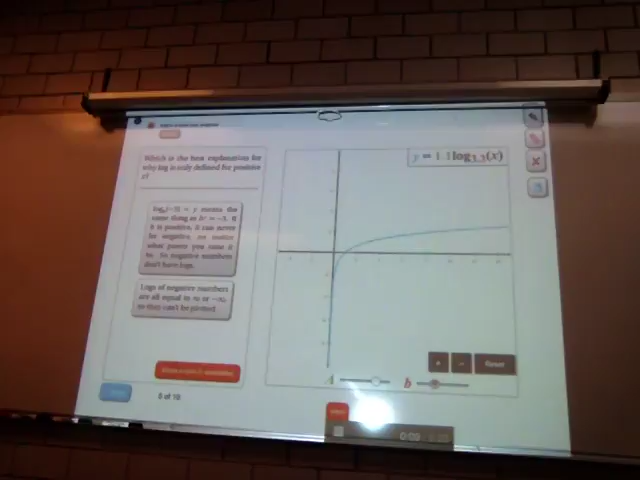 Which is the best explanation for
why log is only defined for positive
x?
y = 1.1 log3.3(x)
logb(−3) = y means the
same thing as b^y = −3. If
b is positive, it can never
be negative, no matter
what power you raise it
to. So negative numbers
don't have logs.
Logs of negative numbers
are all equal to ∞ or −∞,
so they can't be plotted.
+ − Reset
A b
of 10